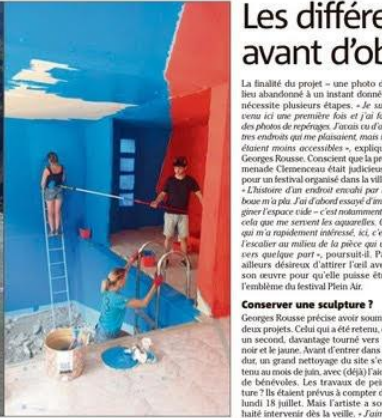 Les différe
avant d'ob
La finalité du projet – une photo d
lieu abandonné à un instant donné
nécessite plusieurs étapes. « Je su
venu ici une première fois et j'ai fa
des photos de repérages. J'avais vu d'a
tres endroits qui me plaisaient, mais i
étaient moins accessibles », expliqu
Georges Rousse. Conscient que la pr
menade Clemenceau était judicieus
pour un festival organisé dans la vill
« L'histoire d'un endroit envahi par
boue m'a plu. J'ai d'abord essayé d'im
giner l'espace vide – c'est notamment
cela que me servent les aquarelles. C
qui m'a rapidement intéressé, ici, c'e
l'escalier au milieu de la pièce qui
vers quelque part », poursuit-il. Pa
ailleurs désireux d'attirer l'œil ave
son œuvre pour qu'elle puisse êtr
l'emblème du festival Plein Air.
Conserver une sculpture ?
Georges Rousse précise avoir soum
deux projets. Celui qui a été retenu,
un second, davantage tourné vers
noir et le jaune. Avant d'entrer dans
dur, un grand nettoyage du site s'e
tenu au mois de juin, avec (déjà) l'aid
de bénévoles. Les travaux de pei
ture ? Ils étaient prévus à compter d
lundi 18 juillet. Mais l'artiste a so
haité intervenir dès la veille. « J'ai